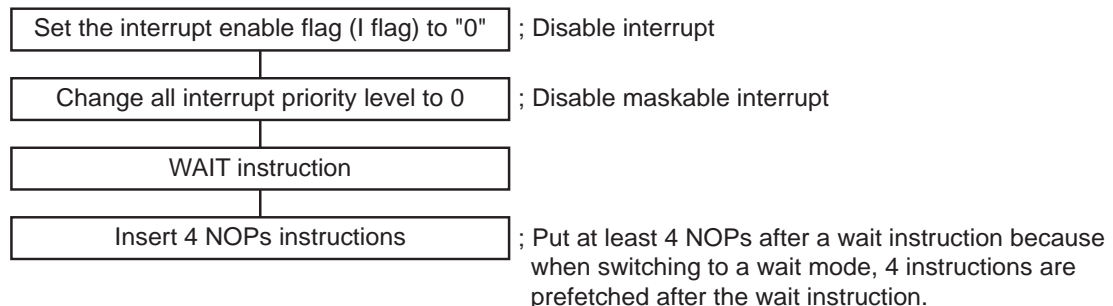 Set the interrupt enable flag (I flag) to "0" ; Disable interrupt
Change all interrupt priority level to 0 ; Disable maskable interrupt
WAIT instruction
Insert 4 NOPs instructions ; Put at least 4 NOPs after a wait instruction because
when switching to a wait mode, 4 instructions are
prefetched after the wait instruction.